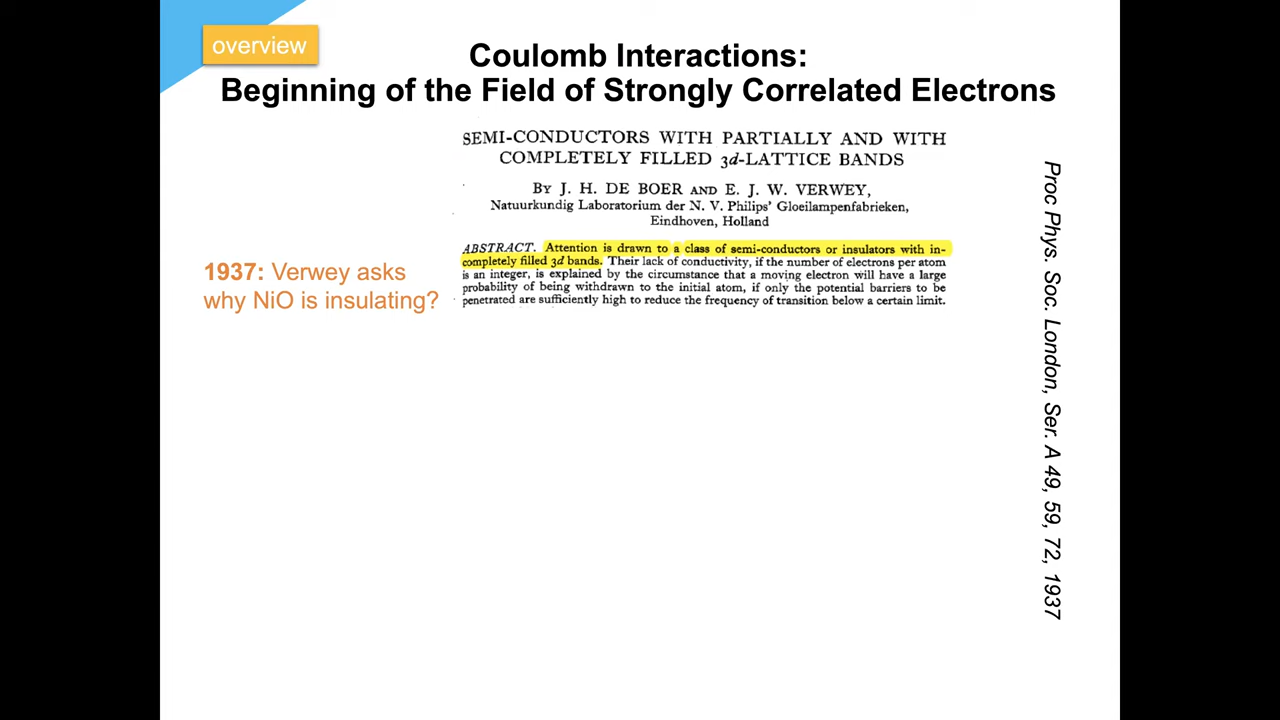 overview
Coulomb Interactions:
Beginning of the Field of Strongly Correlated Electrons
SEMI-CONDUCTORS WITH PARTIALLY AND WITH
COMPLETELY FILLED 3d-LATTICE BANDS
By J. H. DE BOER AND E. J. W. VERWEY,
Natuurkundig Laboratorium der N. V. Philips' Gloeilampenfabrieken,
Eindhoven, Holland
ABSTRACT. Attention is drawn to a class of semi-conductors or insulators with in-
completely filled 3d bands. Their lack of conductivity, if the number of electrons per atom
is an integer, is explained by the circumstance that a moving electron will have a large
probability of being withdrawn to the initial atom, if only the potential barriers to be
penetrated are sufficiently high to reduce the frequency of transition below a certain limit.
1937: Verwey asks
why NiO is insulating?
Proc Phys. Soc. London, Ser. A 49, 59, 72, 1937